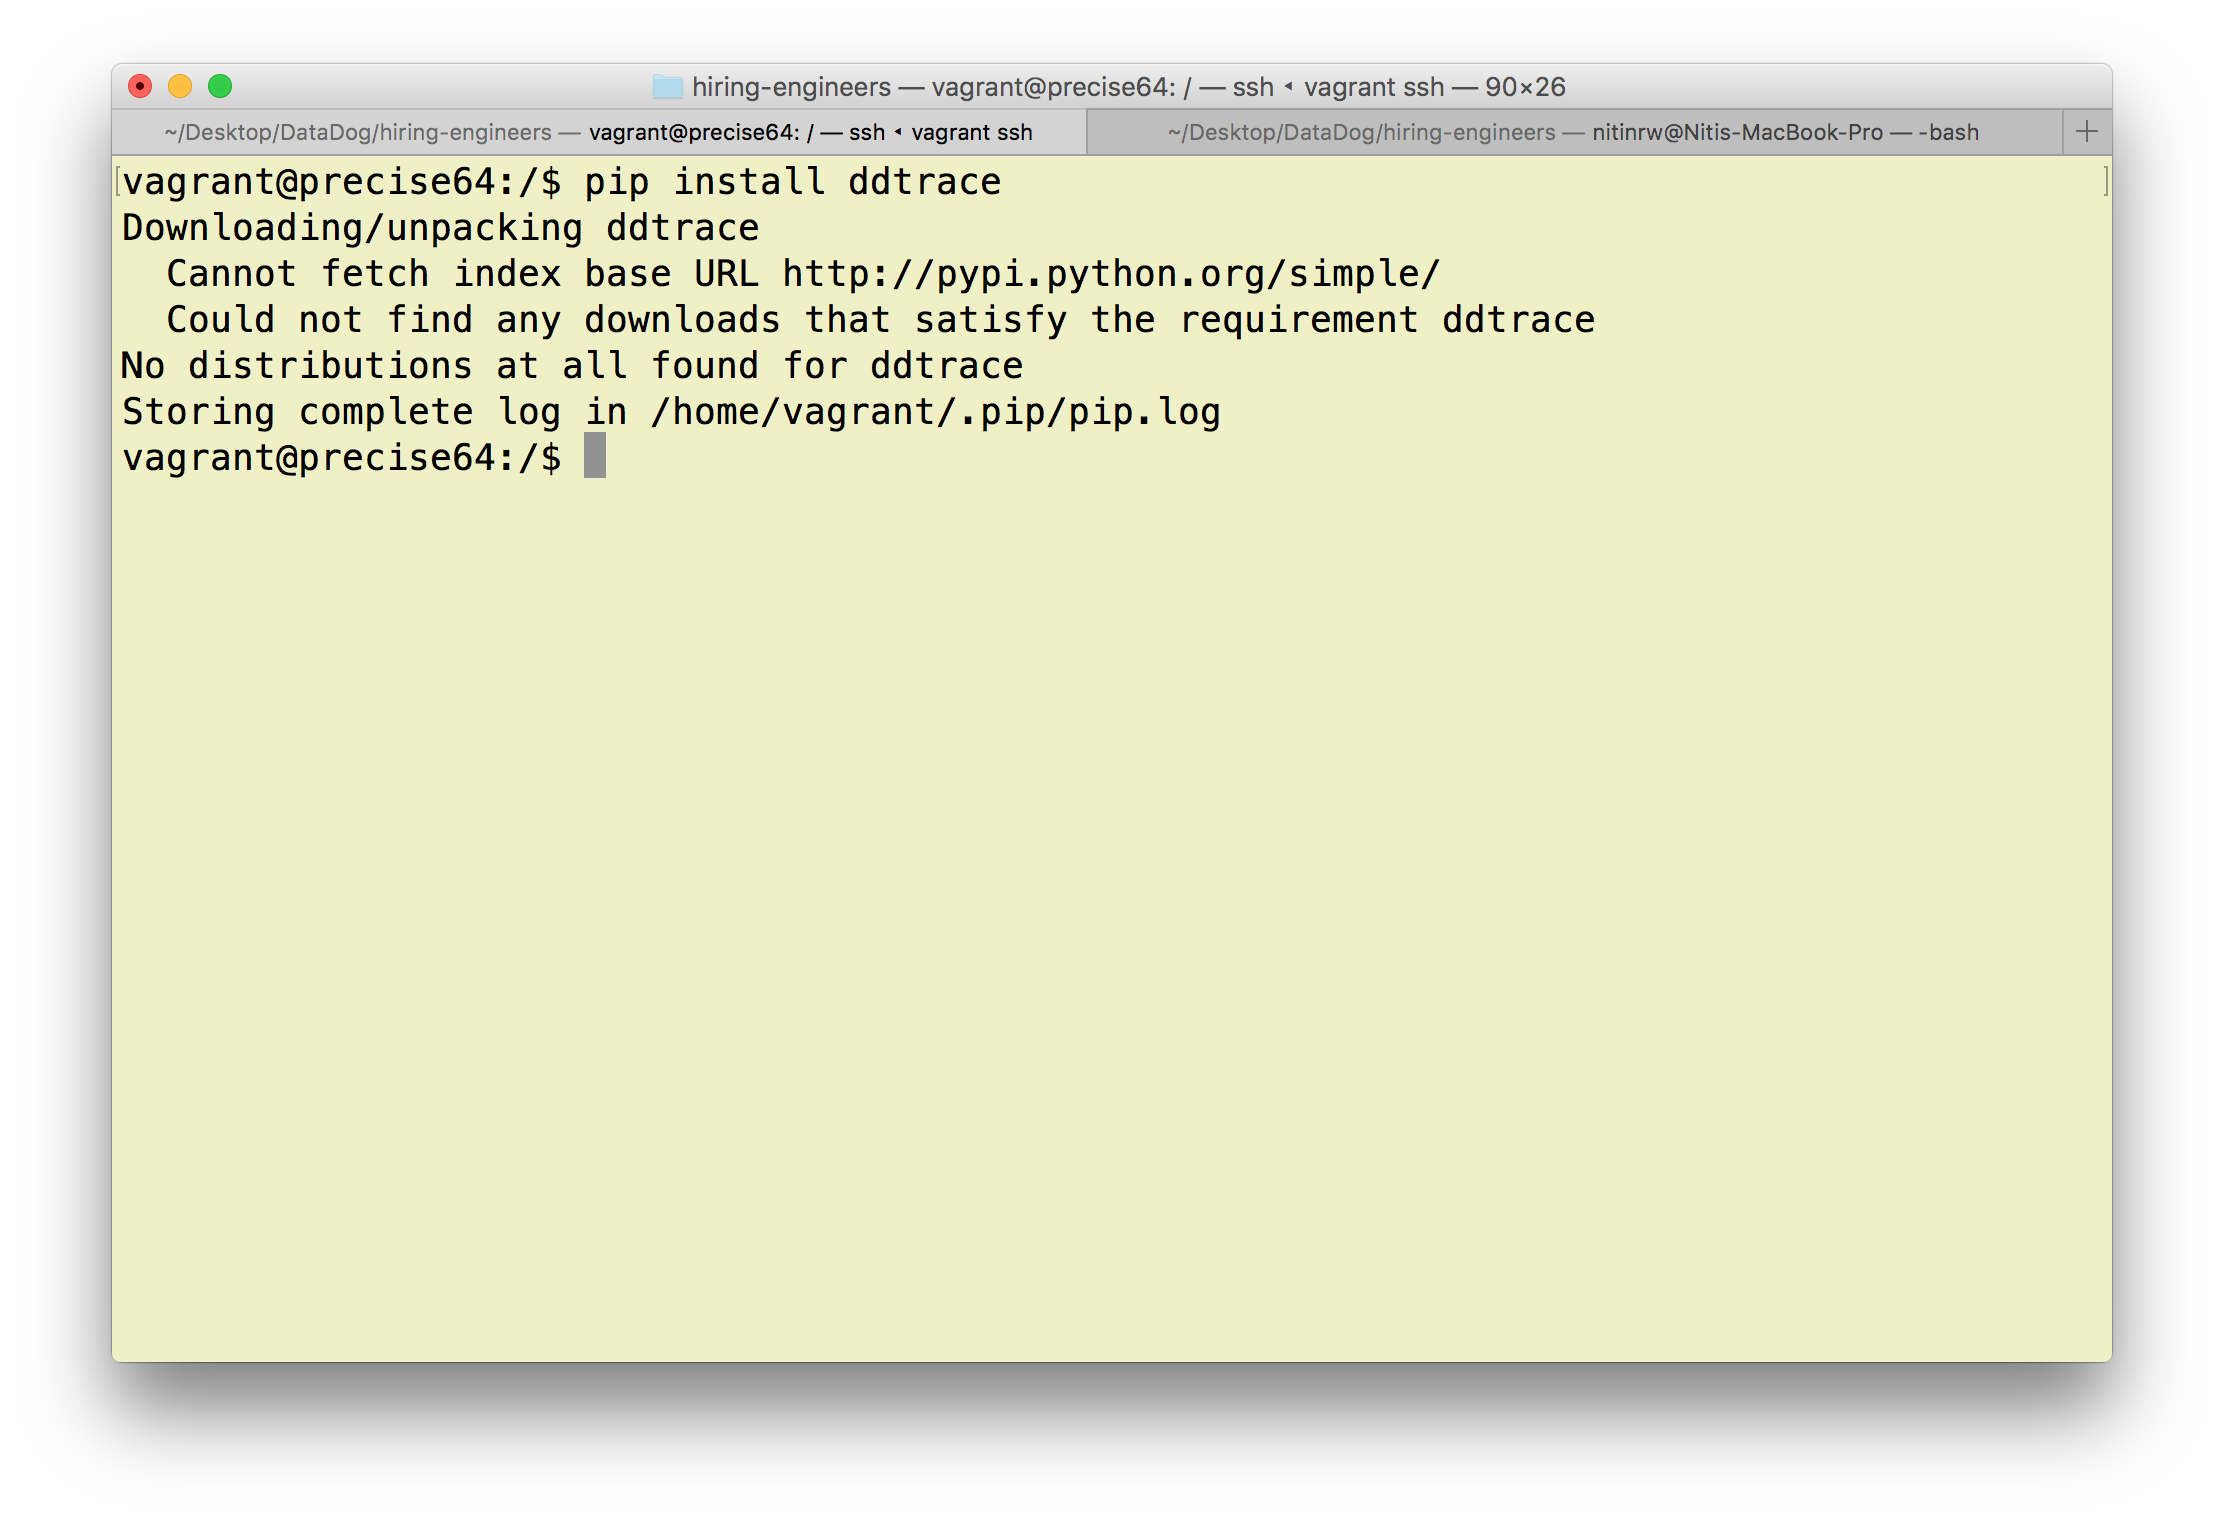 hiring-engineers — vagrant@precise64: / — ssh ◂ vagrant ssh — 90×26
~/Desktop/DataDog/hiring-engineers — vagrant@precise64: / — ssh ◂ vagrant ssh
~/Desktop/DataDog/hiring-engineers — nitinrw@Nitis-MacBook-Pro — -bash
[vagrant@precise64:/$ pip install ddtrace ]
Downloading/unpacking ddtrace
  Cannot fetch index base URL http://pypi.python.org/simple/
  Could not find any downloads that satisfy the requirement ddtrace
No distributions at all found for ddtrace
Storing complete log in /home/vagrant/.pip/pip.log
vagrant@precise64:/$